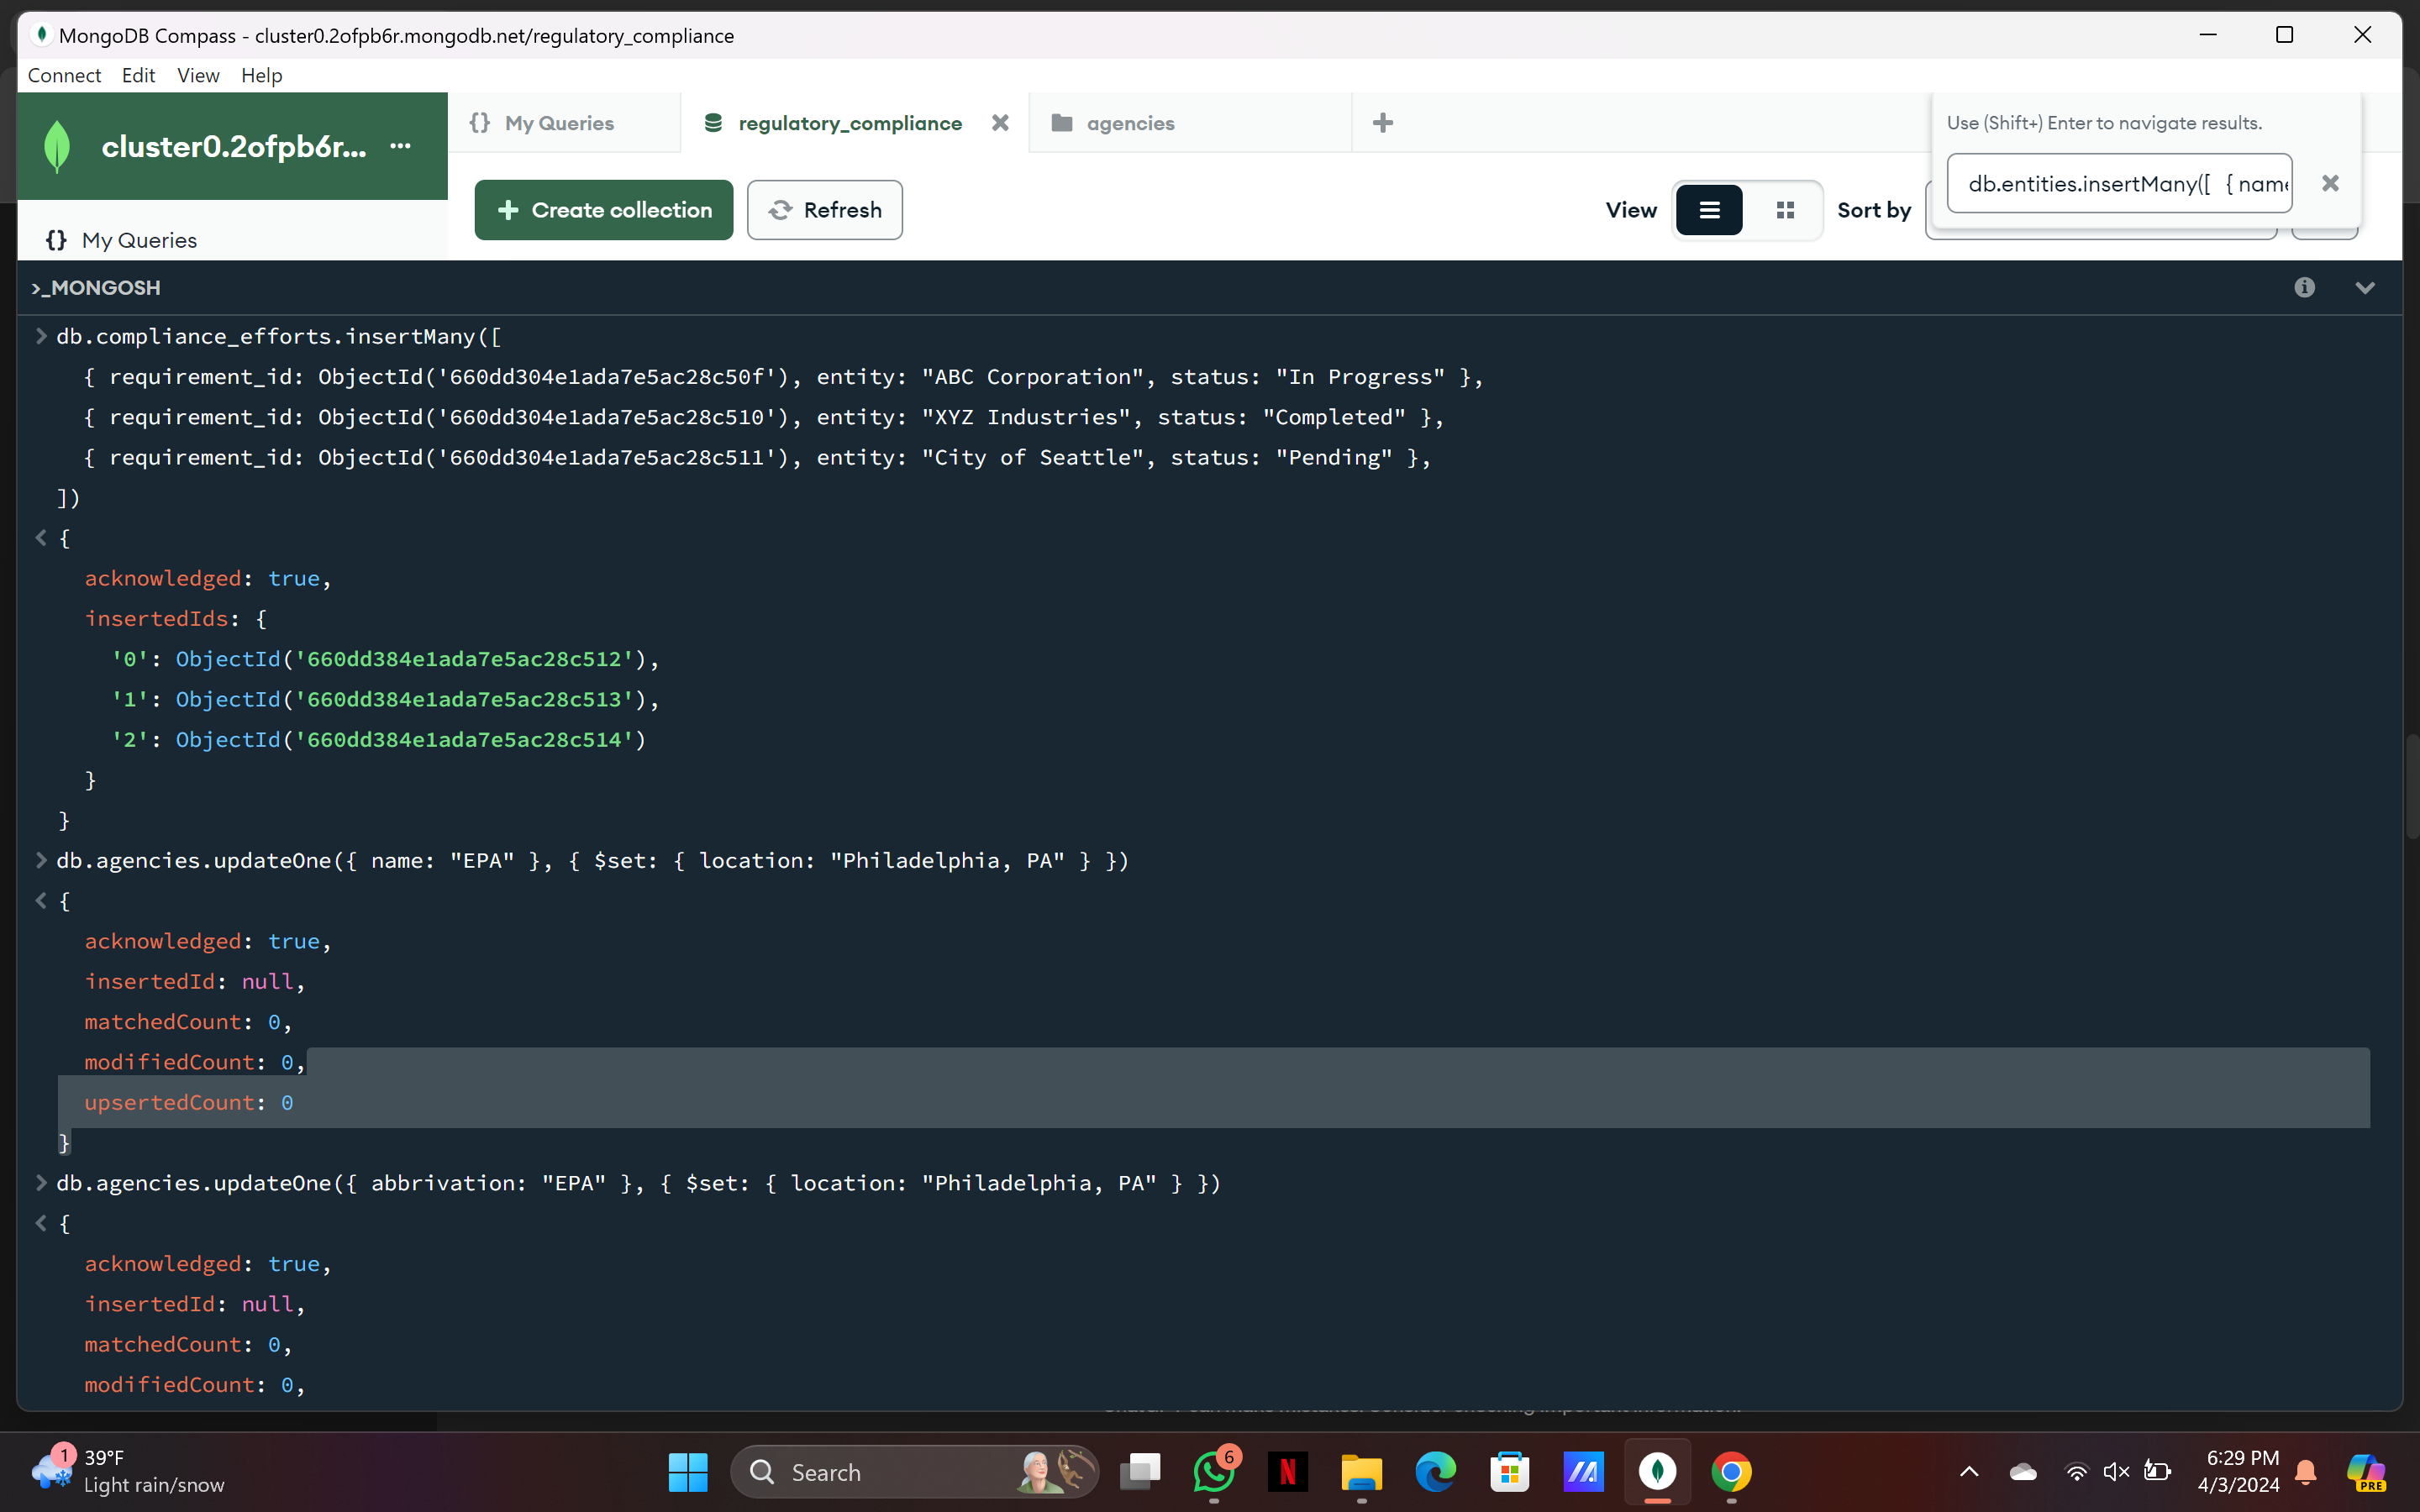 MongoDB Compass - cluster0.2ofpb6r.mongodb.net/regulatory_compliance
Connect Edit View Help
cluster0.2ofpb6r... ...
{} My Queries
regulatory_compliance
agencies
Use (Shift+) Enter to navigate results.
db.entities.insertMany([ { name
Create collection
Refresh
View
Sort by
{} My Queries
>_MONGOSH
db.compliance_efforts.insertMany([
{ requirement_id: ObjectId('660dd304e1ada7e5ac28c50f'), entity: "ABC Corporation", status: "In Progress" },
{ requirement_id: ObjectId('660dd304e1ada7e5ac28c510'), entity: "XYZ Industries", status: "Completed" },
{ requirement_id: ObjectId('660dd304e1ada7e5ac28c511'), entity: "City of Seattle", status: "Pending" },
])
{
acknowledged: true,
insertedIds: {
'0': ObjectId('660dd384e1ada7e5ac28c512'),
'1': ObjectId('660dd384e1ada7e5ac28c513'),
'2': ObjectId('660dd384e1ada7e5ac28c514')
}
}
db.agencies.updateOne({ name: "EPA" }, { $set: { location: "Philadelphia, PA" } })
{
acknowledged: true,
insertedId: null,
matchedCount: 0,
modifiedCount: 0,
upsertedCount: 0
}
db.agencies.updateOne({ abbrivation: "EPA" }, { $set: { location: "Philadelphia, PA" } })
{
acknowledged: true,
insertedId: null,
matchedCount: 0,
modifiedCount: 0,
1
39°F
Light rain/snow
Search
6
N
6:29 PM
4/3/2024
PRE